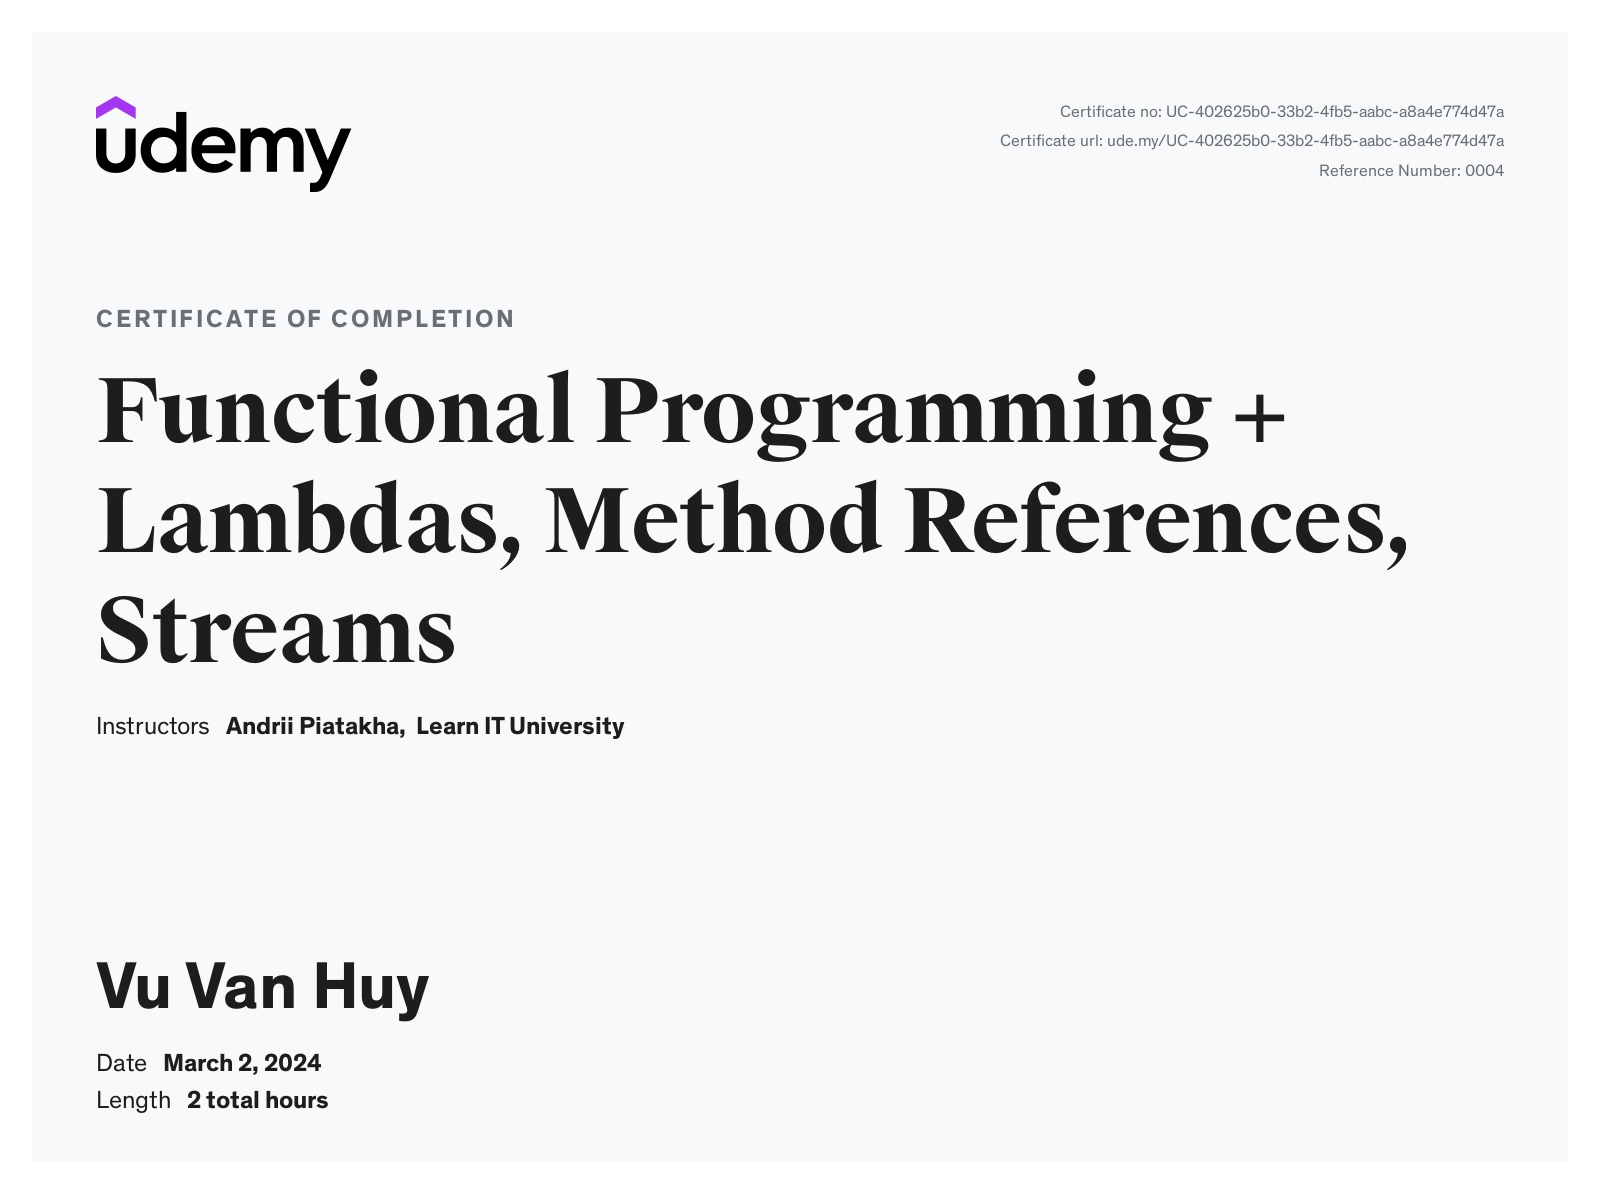 udemy
Certificate no: UC-402625b0-33b2-4fb5-aabc-a8a4e774d47a
Certificate url: ude.my/UC-402625b0-33b2-4fb5-aabc-a8a4e774d47a
Reference Number: 0004
CERTIFICATE OF COMPLETION
Functional Programming +
Lambdas, Method References,
Streams
Instructors Andrii Piatakha, Learn IT University
Vu Van Huy
Date March 2, 2024
Length 2 total hours